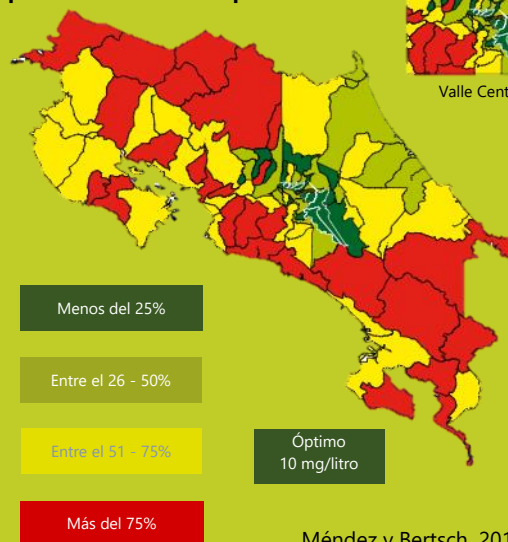 Valle Cent
Menos del 25%
Entre el 26 - 50%
Entre el 51 - 75%
Óptimo
10 mg/litro
Más del 75%
Méndez y Bertsch, 201